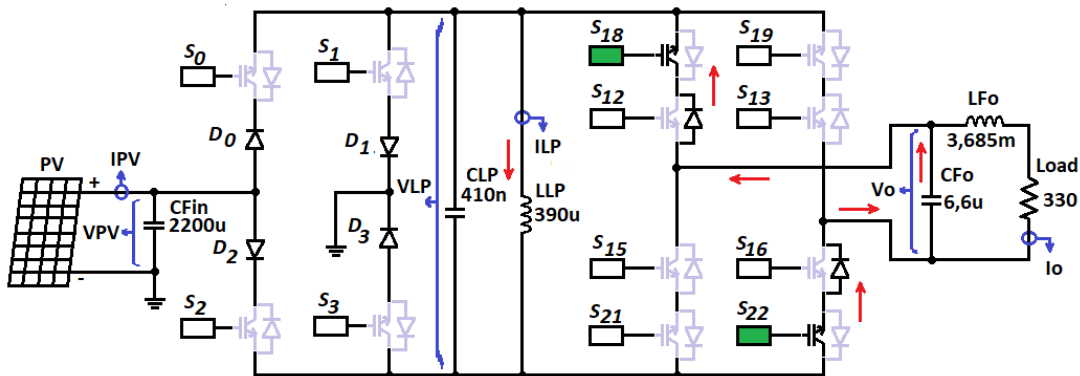 S0
S1
S18
S19
S12
S13
LFo
3,685m
D0
D1
ILP
PV
IPV
+
VLP
CLP
410n
LLP
390u
Load
330
Vo
CFo
6,6u
CFin
2200u
VPV
D2
D3
-
S15
S16
Io
S2
S3
S21
S22